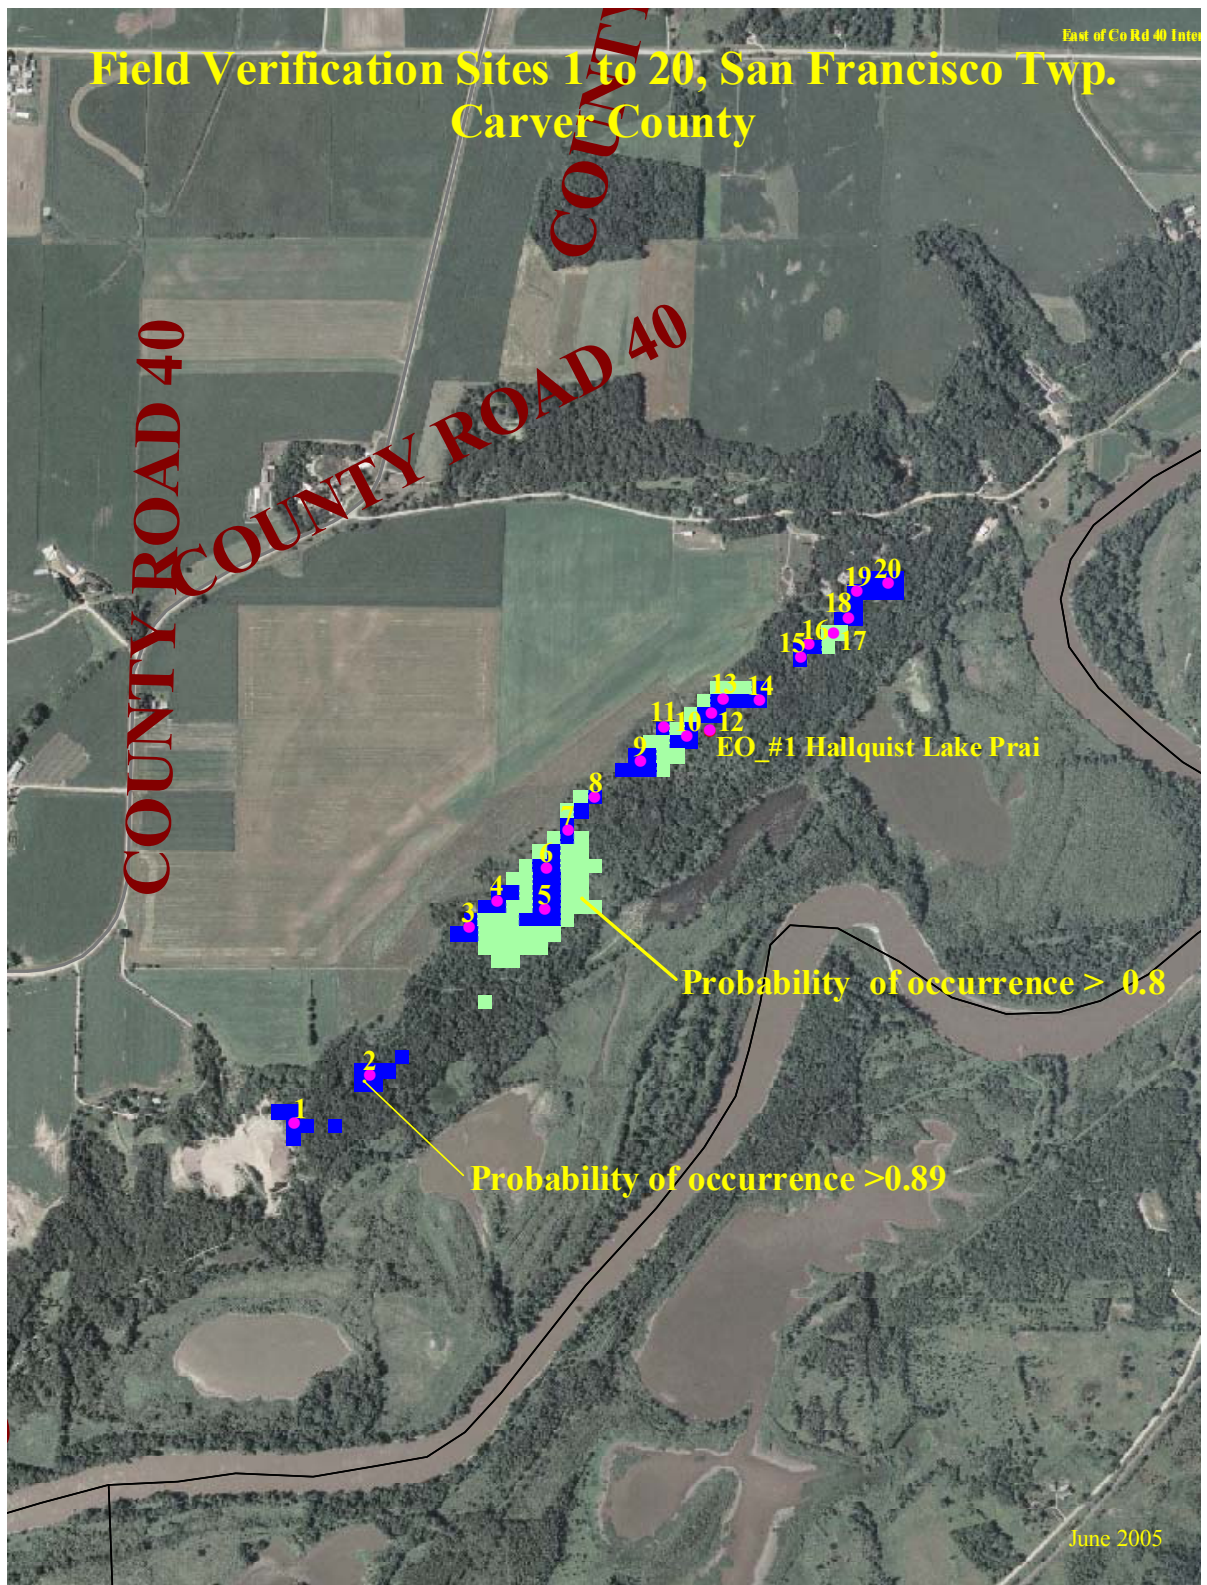 East of Co Rd 40 Inter
Field Verification Sites 1 to 20, San Francisco Twp.
Carver County
COUNTY
COUNTY ROAD 40
COUNTY ROAD 40
20
19
18
17
16
15
14
13
12
11
10
EO_#1 Hallquist Lake Prai
9
8
7
6
5
4
3
Probability of occurrence > 0.8
2
1
Probability of occurrence >0.89
June 2005